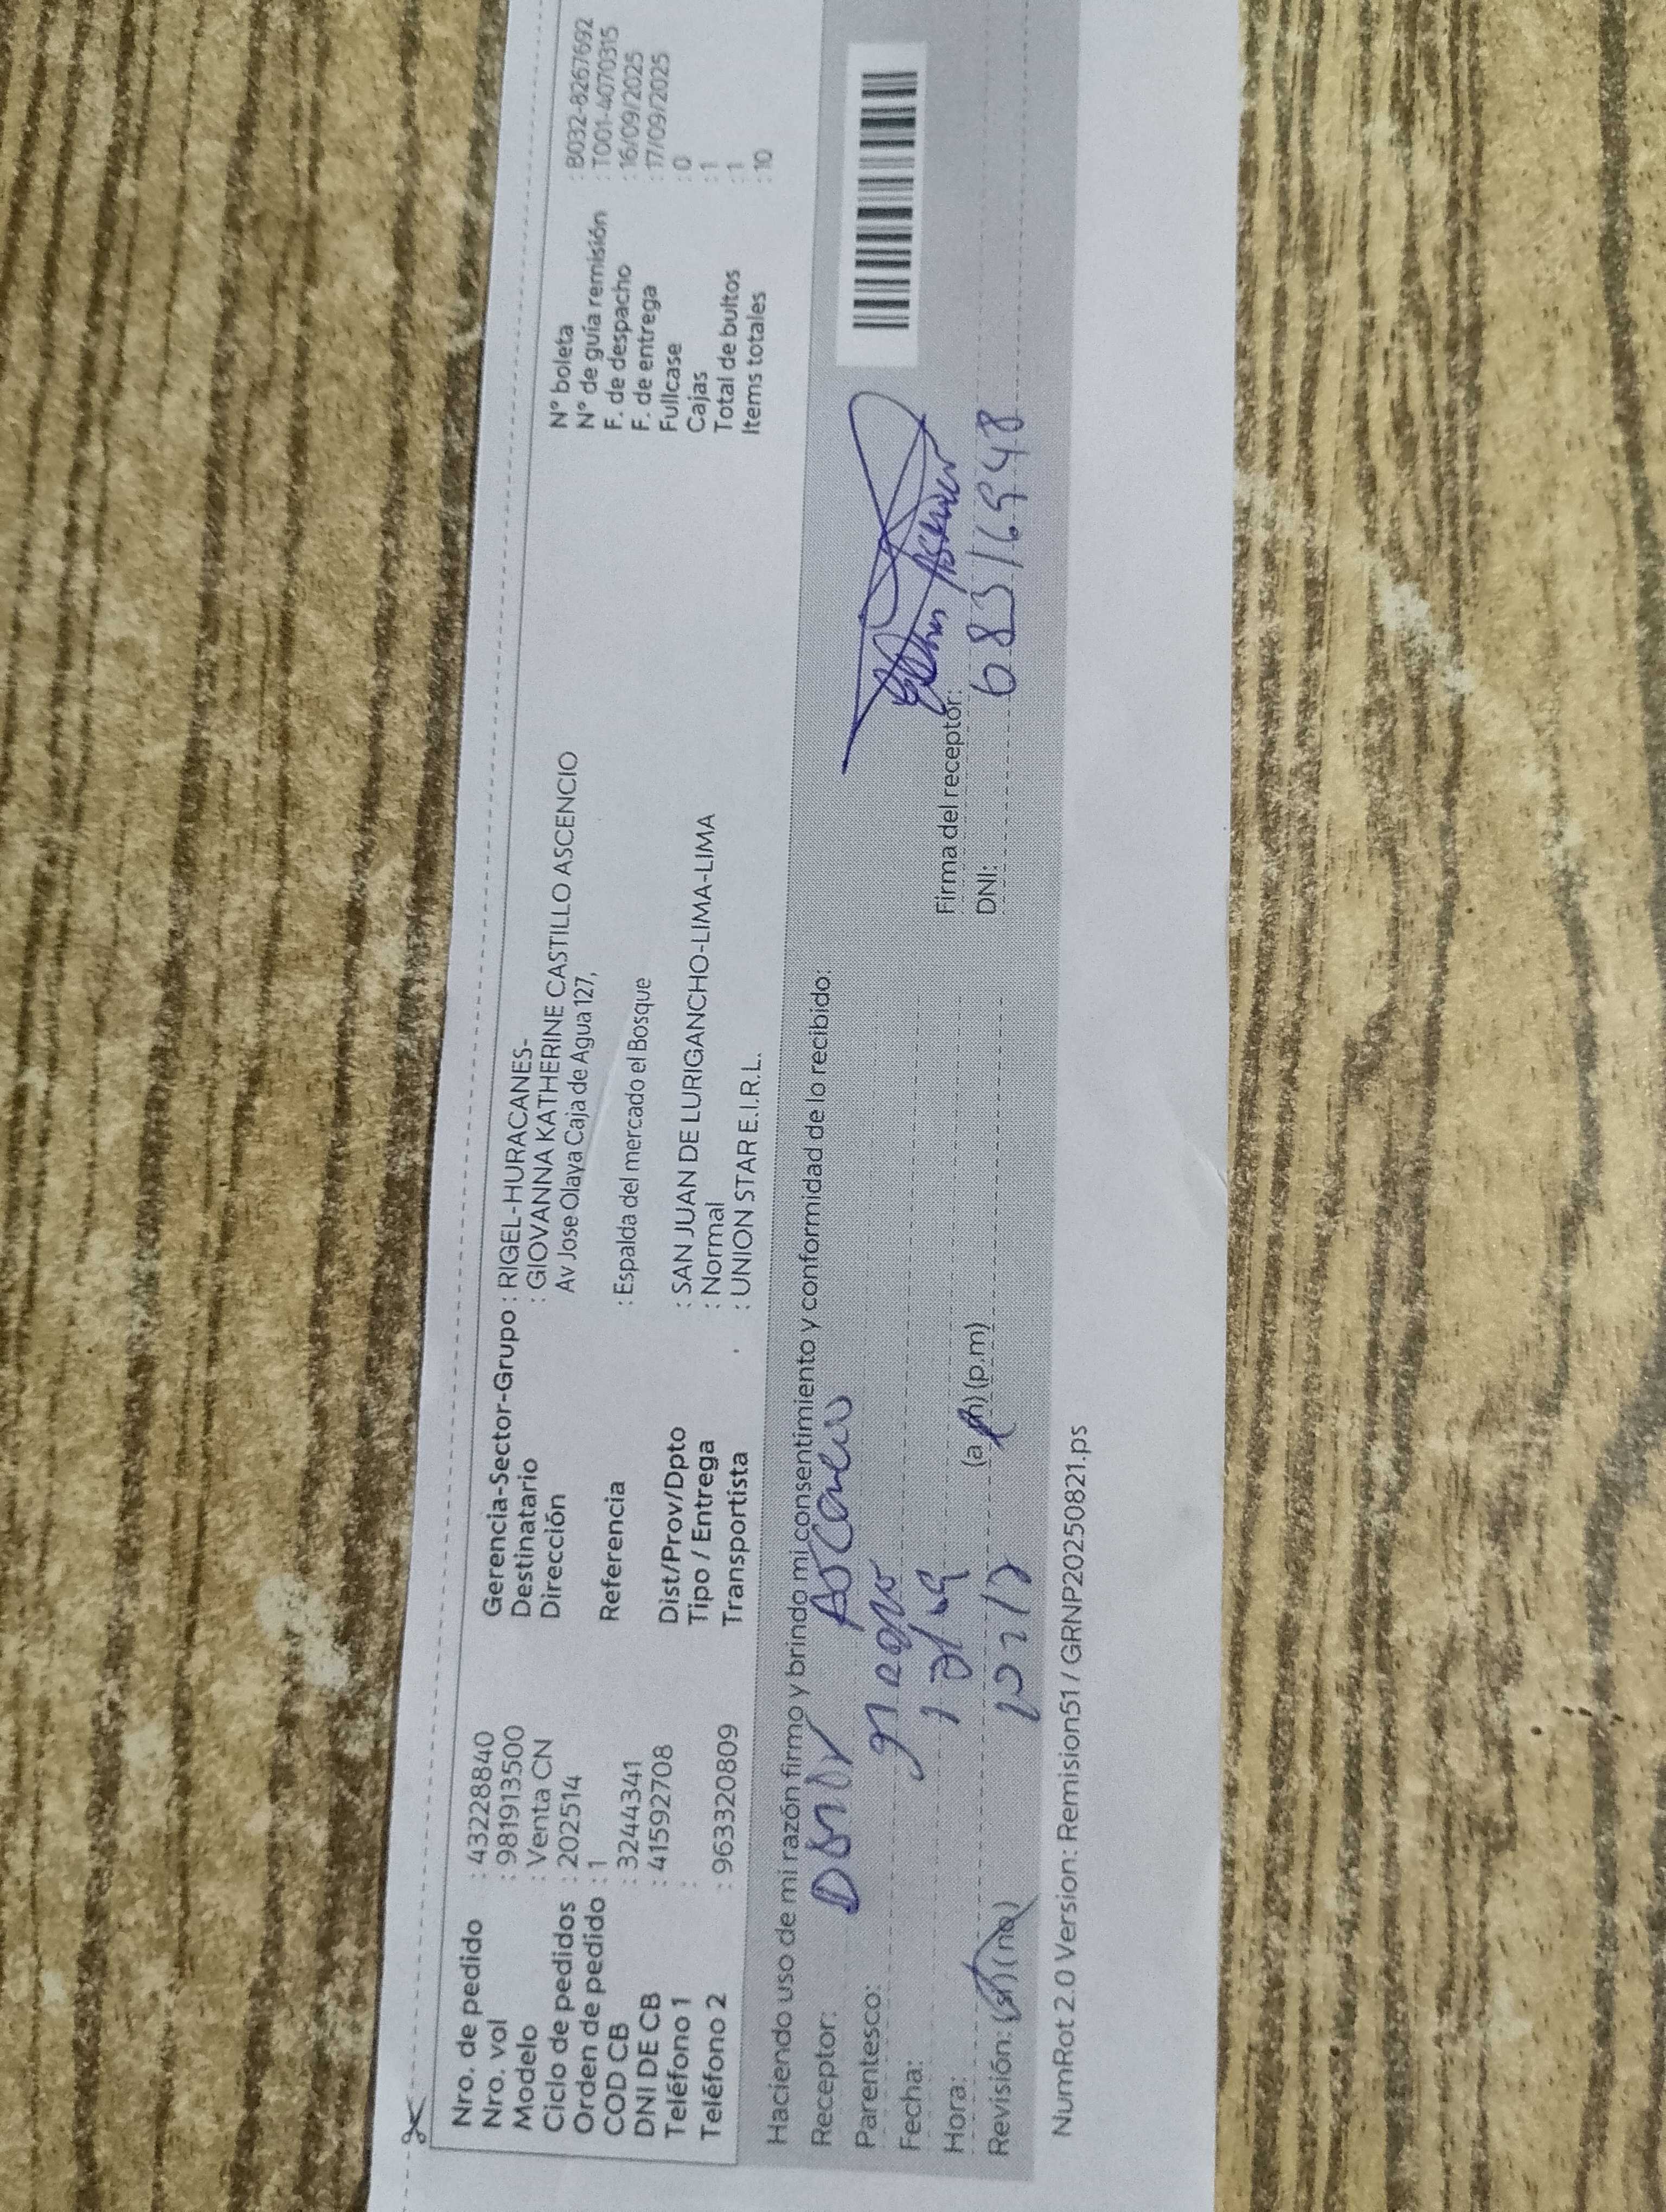 Nro. de pedido : 43228840
Nro. vol : 981913500
Modelo : Venta CN
Ciclo de pedidos : 202514
Orden de pedido : 1
COD CB : 32444341
DNI DE CB : 41592708
Teléfono 1 :
Teléfono 2 : 963320809
Gerencia-Sector-Grupo : RIGEL-HURACANES-
Destinatario : GIOVANNA KATHERINE CASTILLO ASCENCIO
Dirección Av Jose Olaya Caja de Agua 127,
Referencia : Espalda del mercado el Bosque
Dist/Prov/Dpto : SAN JUAN DE LURIGANCHO-LIMA-LIMA
Tipo / Entrega : Normal
Transportista : UNION STAR E.I.R.L.
N° boleta : B032-8267692
N° de guía remisión : T001-4070315
F. de despacho : 16/09/2025
F. de entrega : 17/09/2025
Fullcase : 0
Cajas : 1
Total de bultos : 1
Items totales : 10
Haciendo uso de mi razón firmo y brindo mi consentimiento y conformidad de lo recibido.
Receptor:
Parentesco:
Fecha:
Hora: (a.m) (p.m)
Revisión: (si) (no)
Firma del receptor:
DNI:
NumRot 2.0 Version: Remision51 / GRNP20250821.ps